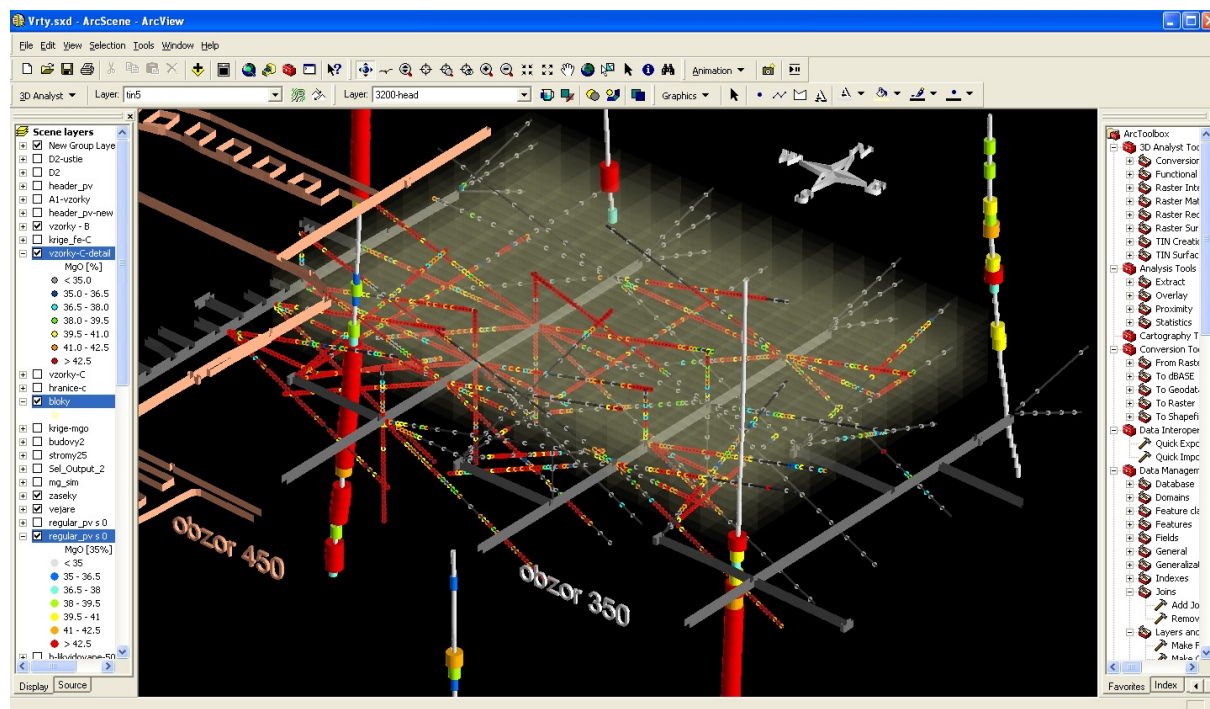 Vrty.sxd - ArcScene - ArcView
File Edit View Selection Tools Window Help
Animation
3D Analyst Layer: tin5 Layer: 3200-head Graphics
Scene layers
New Group Laye
D2-ustie
D2
header_pv
A1-vzorky
header_pv-new
vzorky - B
krige_fe-C
vzorky-C-detail
MgO [%]
< 35.0
35.0 - 36.5
36.5 - 38.0
38.0 - 39.5
39.5 - 41.0
41.0 - 42.5
> 42.5
vzorky-C
hranice-c
bloky
krige-mgo
budovy2
stromy25
Sel_Output_2
mg_sim
zaseky
vejare
regular_pv s 0
regular_pv s 0
MgO [35%]
< 35
35 - 36.5
36.5 - 38
38 - 39.5
39.5 - 41
41 - 42.5
> 42.5
h-likvidovane-50
Display Source
obzor 450
obzor 350
ArcToolbox
3D Analyst Toc
Conversion
Functional
Raster Inte
Raster Mat
Raster Rec
Raster Sur
TIN Creatic
TIN Surfac
Analysis Tools
Extract
Overlay
Proximity
Statistics
Cartography T
Conversion Too
From Raste
To dBASE
To Geodat
To Raster
To Shapefi
Data Interoper
Quick Expo
Quick Impo
Data Managem
Database
Domains
Feature cla
Features
Fields
General
Generalizat
Indexes
Joins
Add Jo
Remov
Layers and
Make F
Favorites Index